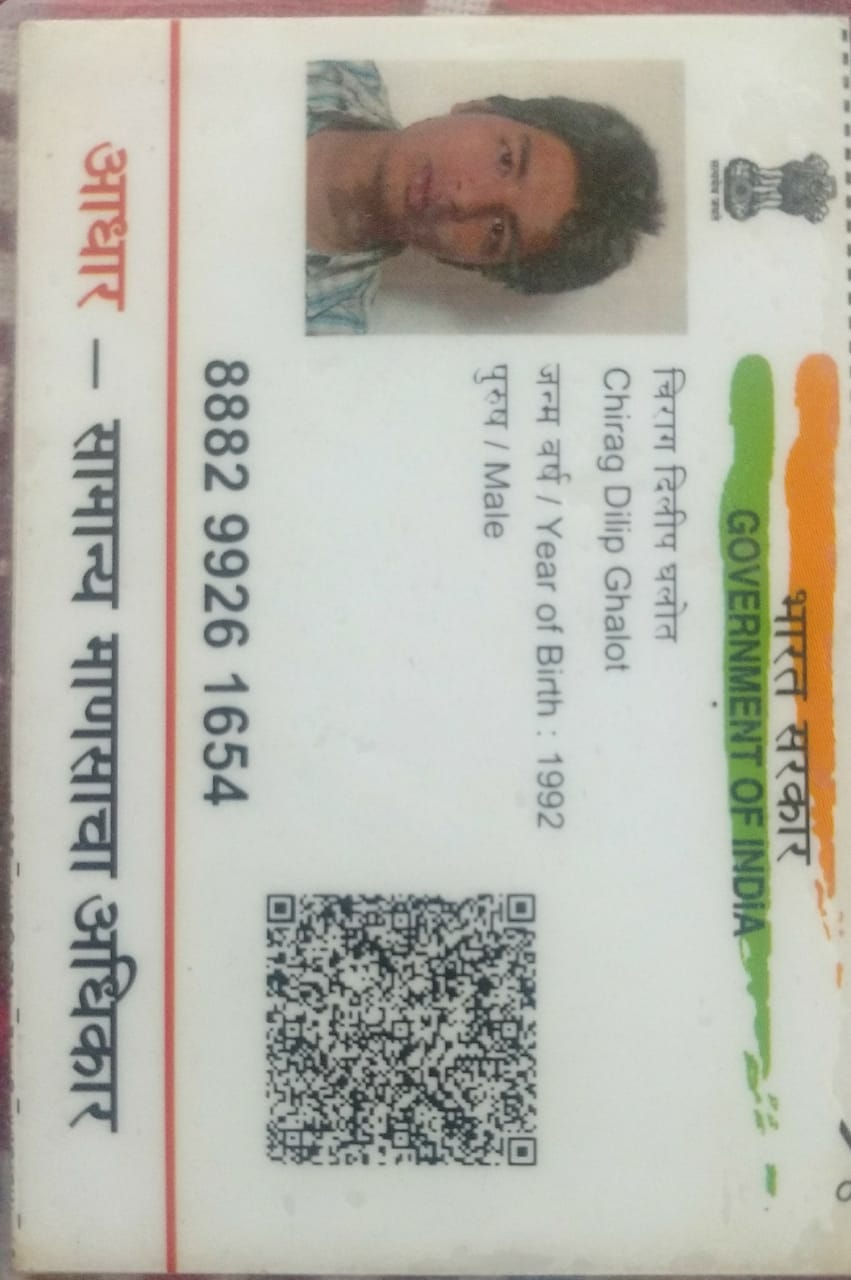 भारत सरकार
GOVERNMENT OF INDIA
सत्यमेव जयते
चिराग दिलीप घलोत
Chirag Dilip Ghalot
जन्म वर्ष / Year of Birth : 1992
पुरुष / Male
8882 9926 1654
आधार – सामान्य माणसाचा अधिकार